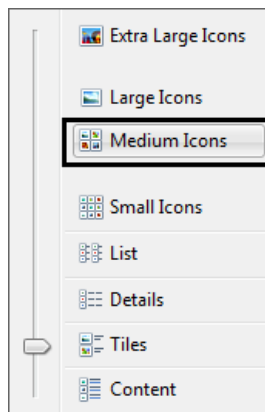 Extra Large Icons
Large Icons
Medium Icons
Small Icons
List
Details
Tiles
Content